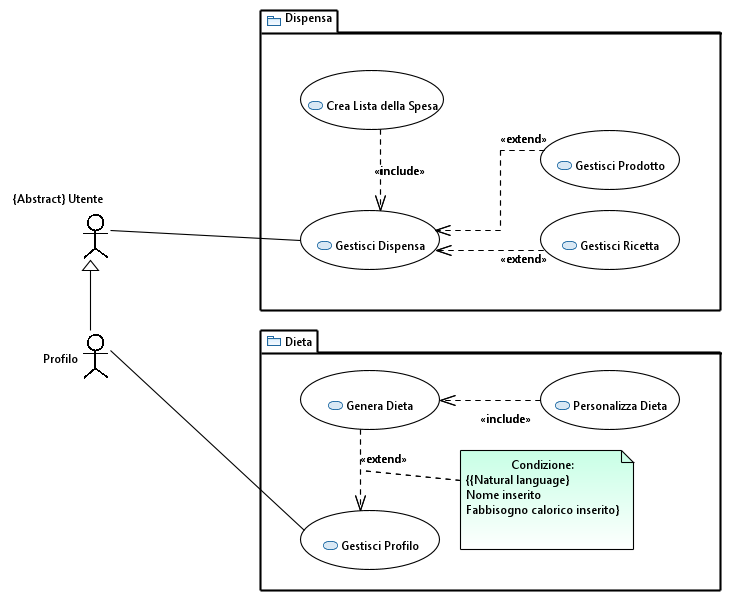 Dispensa
Crea Lista della Spesa
«extend»
«include»
Gestisci Prodotto
{Abstract} Utente
Gestisci Dispensa
Gestisci Ricetta
«extend»
Dieta
Profilo
Genera Dieta
Personalizza Dieta
«include»
«extend»
Condizione:
{{Natural language}
Nome inserito
Fabbisogno calorico inserito}
Gestisci Profilo